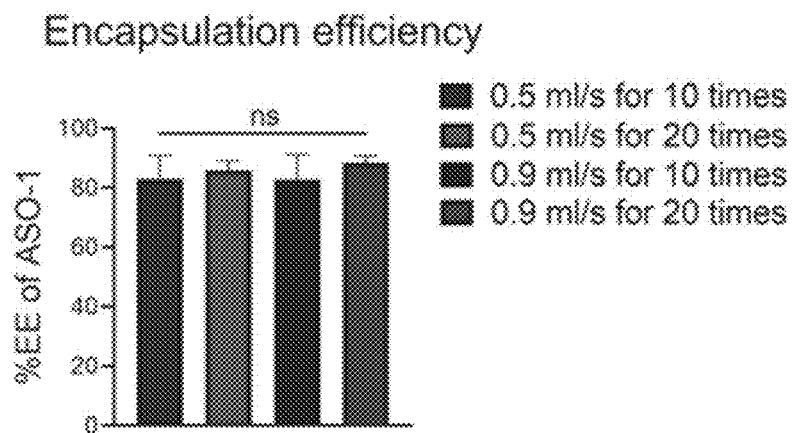 Encapsulation efficiency
0.5 ml/s for 10 times
0.5 ml/s for 20 times
0.9 ml/s for 10 times
0.9 ml/s for 20 times
ns
%EE of ASO-1
100
80
60
40
20
0